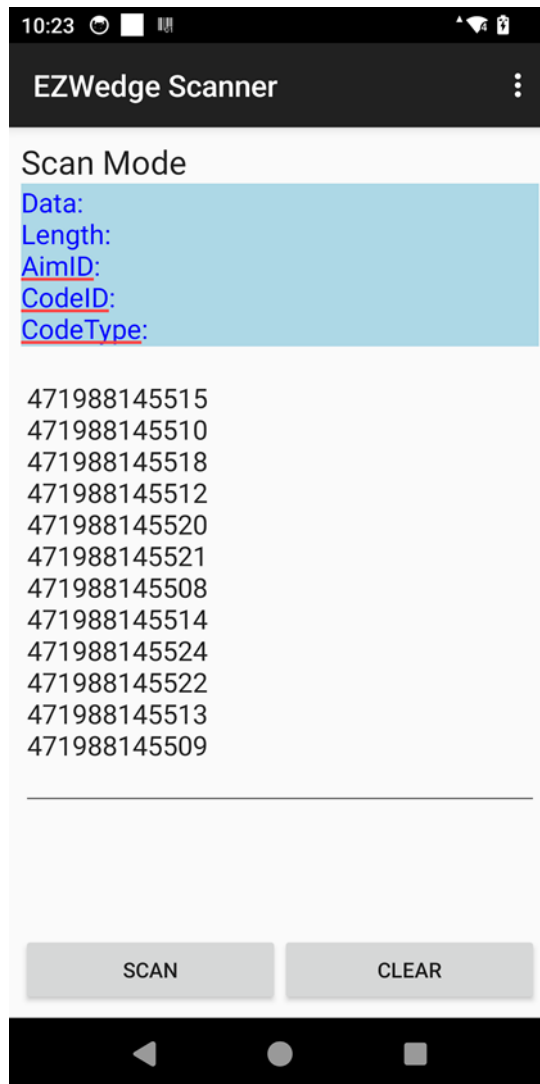 10:23
EZWedge Scanner
Scan Mode
Data:
Length:
AimID:
CodeID:
CodeType:
471988145515
471988145510
471988145518
471988145512
471988145520
471988145521
471988145508
471988145514
471988145524
471988145522
471988145513
471988145509
SCAN CLEAR